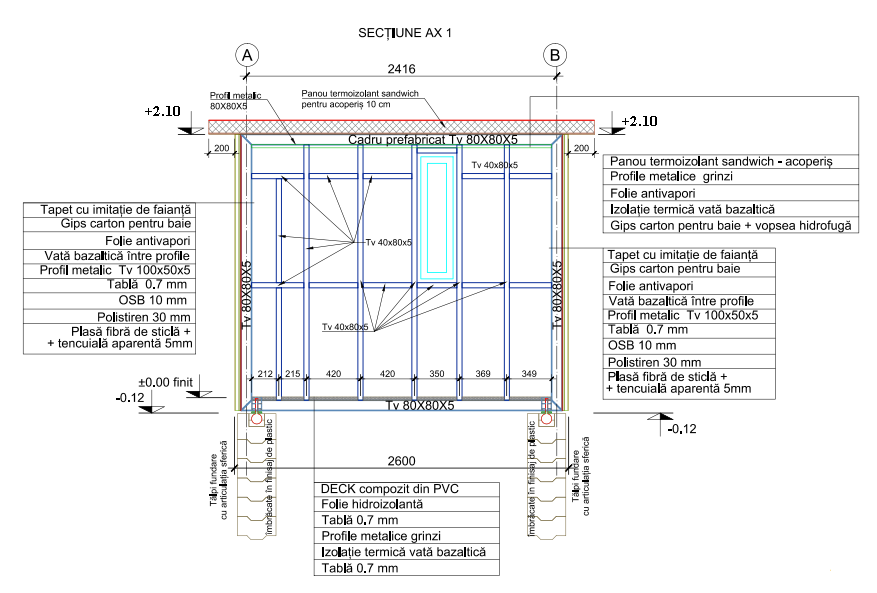 SECȚIUNE AX 1
A
B
2416
Profil metalic
80X80X5
Panou termoizolant sandwich
pentru acoperiș 10 cm
+2.10
+2.10
Cadru prefabricat Tv 80X80X5
200
200
Tv 40x80x5
Panou termoizolant sandwich - acoperiș
Profile metalice grinzi
Folie antivapori
Izolație termică vată bazaltică
Gips carton pentru baie + vopsea hidrofugă
Tapet cu imitație de faianță
Gips carton pentru baie
Folie antivapori
Vată bazaltică între profile
Profil metalic Tv 100x50x5
Tablă 0.7 mm
OSB 10 mm
Polistiren 30 mm
Plasă fibră de sticlă +
+ tencuială aparentă 5mm
Tv 40x80x5
Tv 40x80x5
Tv 80X80X5
Tv 80X80X5
Tapet cu imitație de faianță
Gips carton pentru baie
Folie antivapori
Vată bazaltică între profile
Profil metalic Tv 100x50x5
Tablă 0.7 mm
OSB 10 mm
Polistiren 30 mm
Plasă fibră de sticlă +
+ tencuială aparentă 5mm
212
215
420
420
350
369
349
±0.00 finit
-0.12
Tv 80X80X5
-0.12
2600
Tălpi fundare
cu articulația sferică
îmbrăcate în finisaj de plastic
îmbrăcate în finisaj de plastic
Tălpi fundare
cu articulația sferică
DECK compozit din PVC
Folie hidroizolantă
Tablă 0.7 mm
Profile metalice grinzi
Izolație termică vată bazaltică
Tablă 0.7 mm